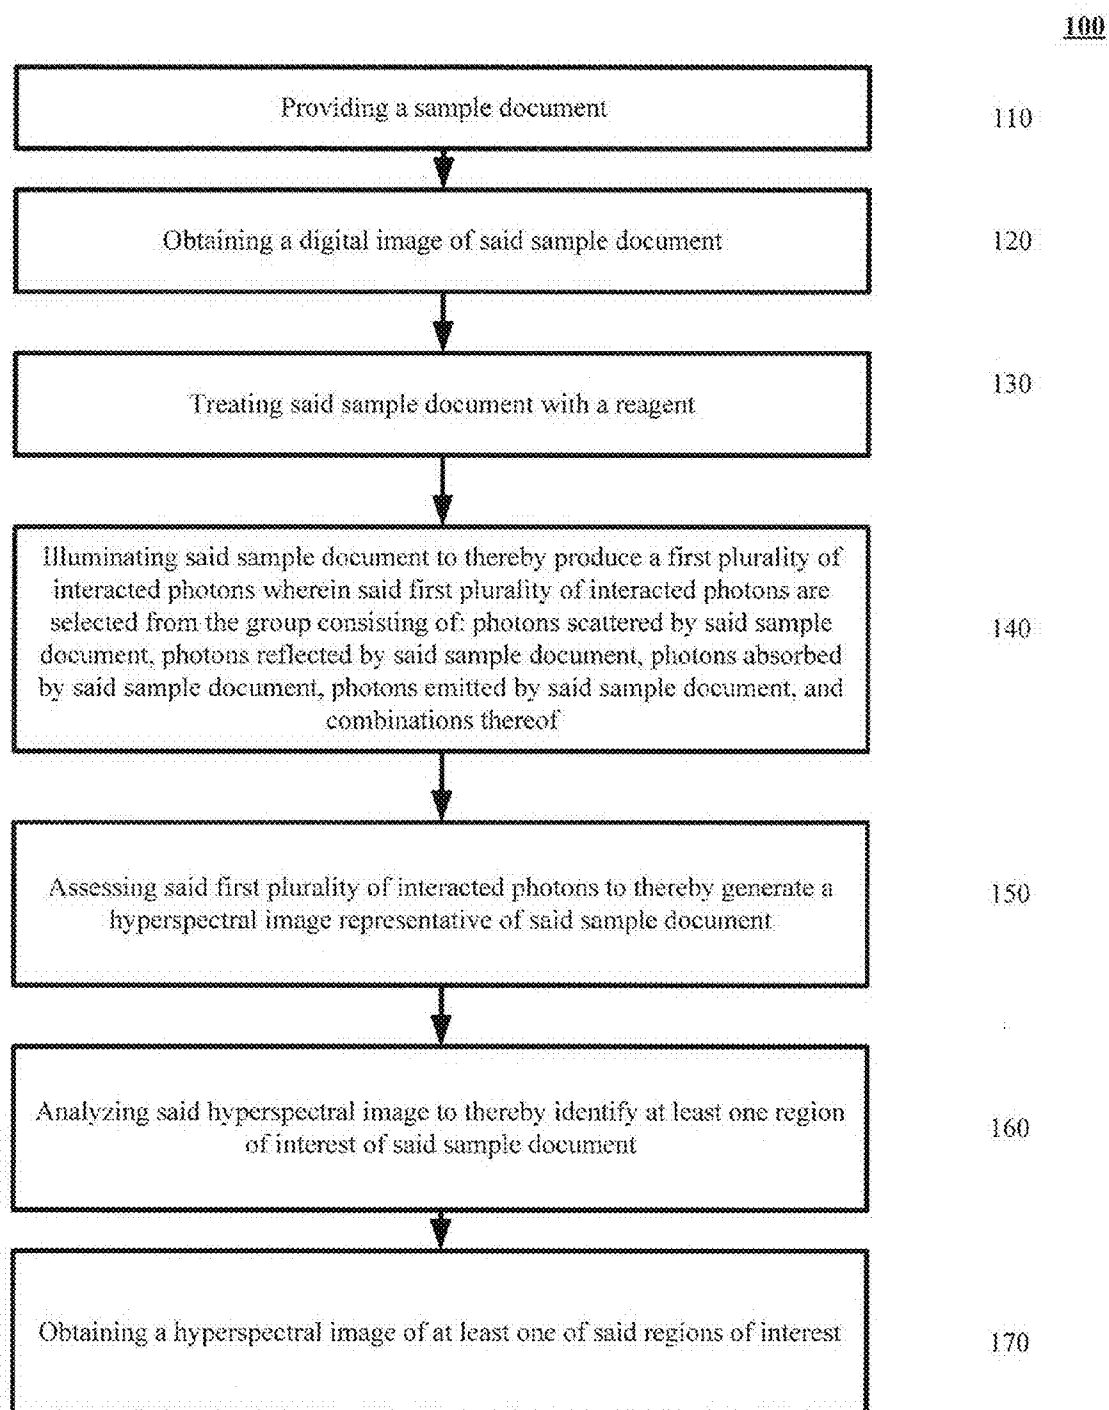 100
Providing a sample document
110
Obtaining a digital image of said sample document
120
Treating said sample document with a reagent
130
Illuminating said sample document to thereby produce a first plurality of
interacted photons wherein said first plurality of interacted photons are
selected from the group consisting of: photons scattered by said sample
document, photons reflected by said sample document, photons absorbed
by said sample document, photons emitted by said sample document, and
combinations thereof
140
Assessing said first plurality of interacted photons to thereby generate a
hyperspectral image representative of said sample document
150
Analyzing said hyperspectral image to thereby identify at least one region
of interest of said sample document
160
Obtaining a hyperspectral image of at least one of said regions of interest
170